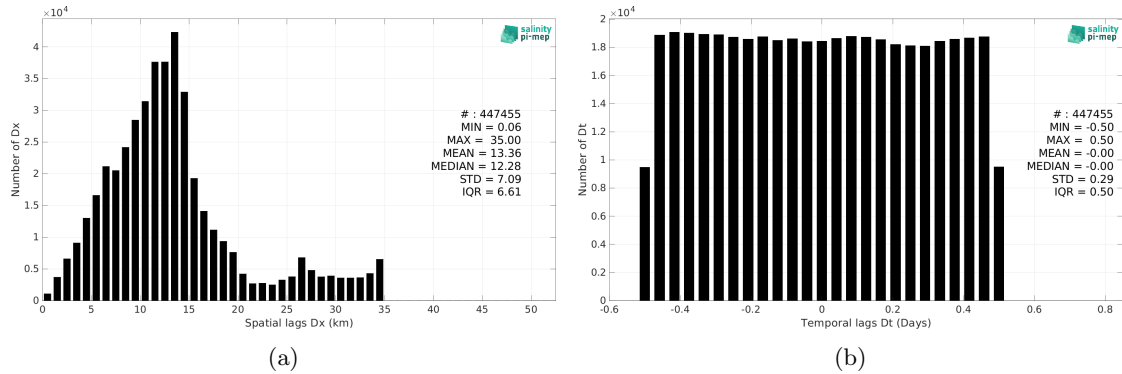 ×10⁴
4.5
4
3.5
3
2.5
2
1.5
1
0.5
0
Number of Dx
salinity
pi-mep
# : 447455
MIN = 0.06
MAX = 35.00
MEAN = 13.36
MEDIAN = 12.28
STD = 7.09
IQR = 6.61
0 5 10 15 20 25 30 35 40 45 50
Spatial lags Dx (km)
(a)
×10⁴
2
1.8
1.6
1.4
1.2
1
0.8
0.6
0.4
0.2
0
Number of Dt
salinity
pi-mep
# : 447455
MIN = -0.50
MAX = 0.50
MEAN = -0.00
MEDIAN = -0.00
STD = 0.29
IQR = 0.50
-0.6 -0.4 -0.2 0 0.2 0.4 0.6 0.8
Temporal lags Dt (Days)
(b)